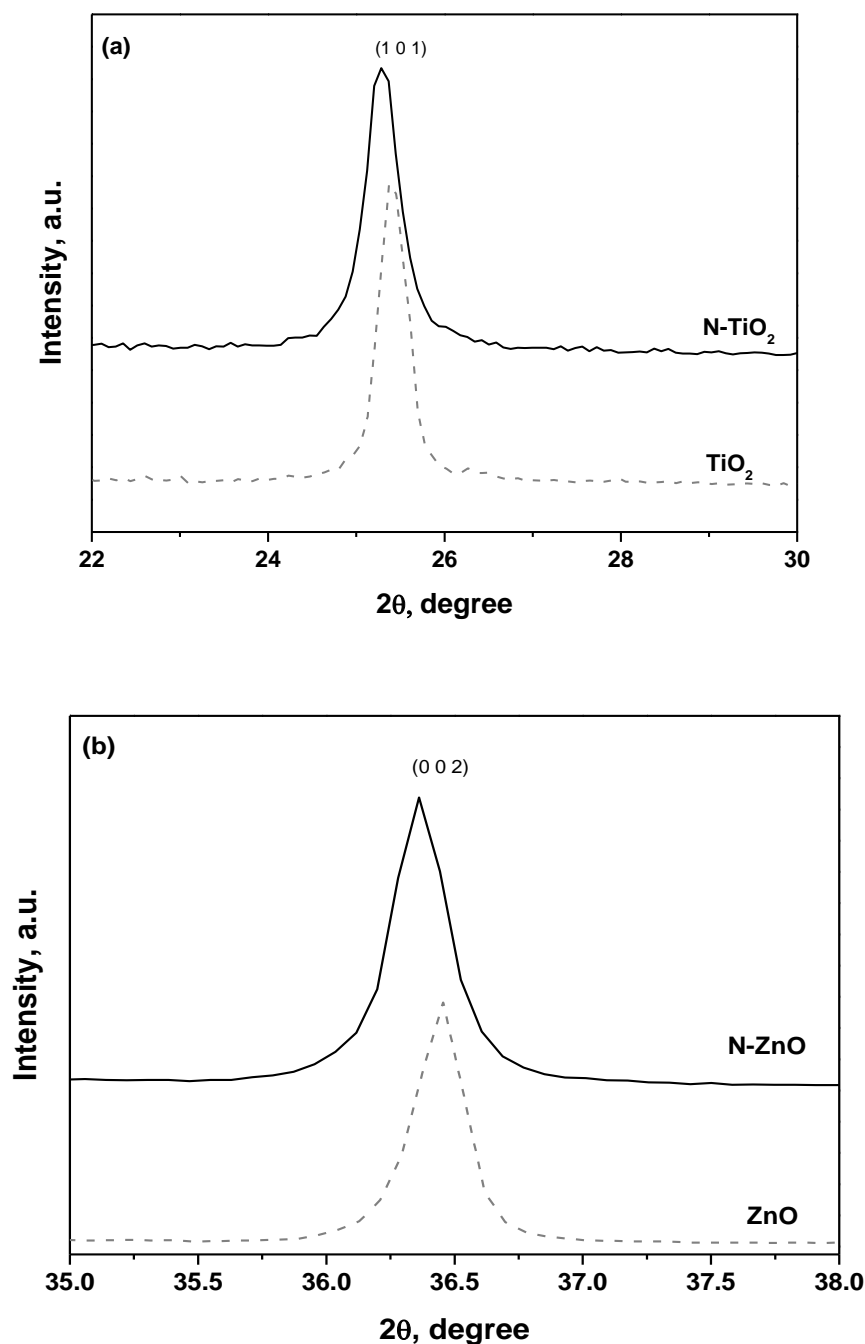 (a)
(1 0 1)
Intensity, a.u.
N-TiO₂
TiO₂
22 24 26 28 30
2θ, degree
(b)
(0 0 2)
Intensity, a.u.
N-ZnO
ZnO
35.0 35.5 36.0 36.5 37.0 37.5 38.0
2θ, degree